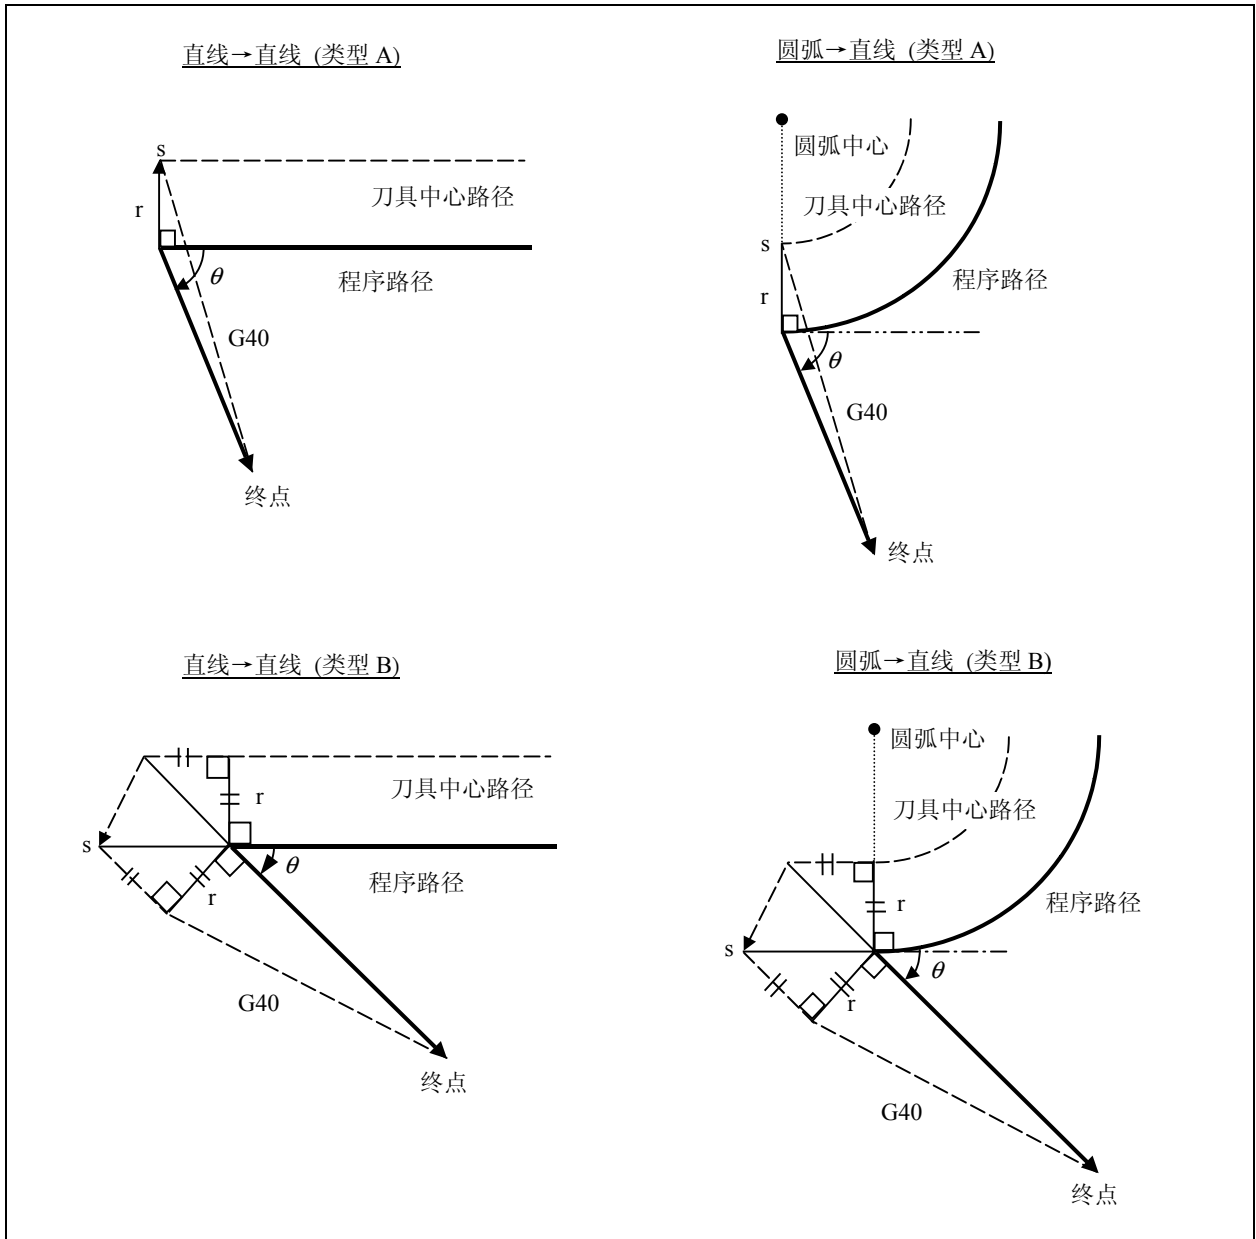 直线→直线 (类型 A)
s
r
刀具中心路径
θ
程序路径
G40
终点
圆弧→直线 (类型 A)
圆弧中心
刀具中心路径
s
程序路径
r
θ
G40
终点
直线→直线 (类型 B)
r
刀具中心路径
s
θ
程序路径
r
G40
终点
圆弧→直线 (类型 B)
圆弧中心
刀具中心路径
r
程序路径
s
θ
r
G40
终点